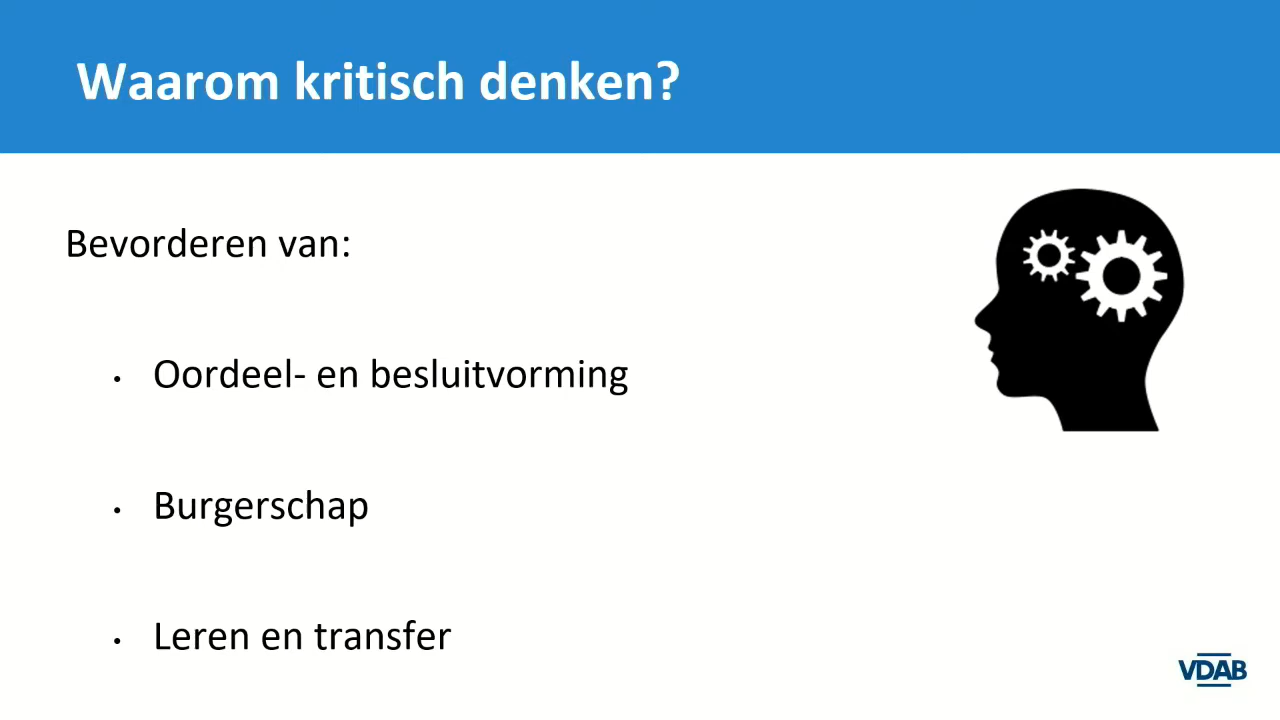 Waarom kritisch denken?
Bevorderen van:
• Oordeel- en besluitvorming
• Burgerschap
• Leren en transfer
VDAB